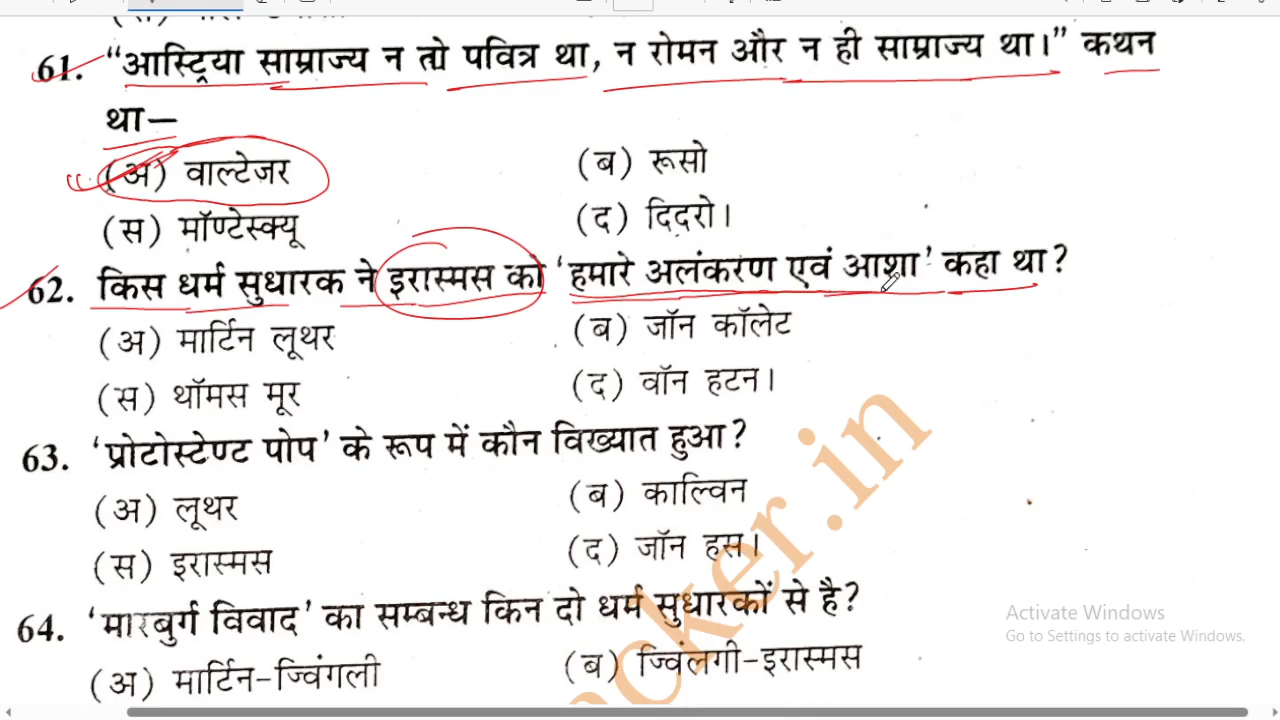 61. “आस्ट्रिया साम्राज्य न तो पवित्र था, न रोमन और न ही साम्राज्य था।” कथन
था—
(अ) वाल्टेजर (ब) रूसो
(स) मॉण्टेस्क्यू (द) दिदरो।
62. किस धर्म सुधारक ने इरास्मस को ‘हमारे अलंकरण एवं आशा’ कहा था?
(अ) मार्टिन लूथर (ब) जॉन कॉलेट
(स) थॉमस मूर (द) वॉन हटन।
63. ‘प्रोटोस्टेण्ट पोप’ के रूप में कौन विख्यात हुआ?
(अ) लूथर (ब) काल्विन
(स) इरास्मस (द) जॉन हस।
64. ‘मारबुर्ग विवाद’ का सम्बन्ध किन दो धर्म सुधारकों से है?
(अ) मार्टिन-ज्विंगली (ब) ज्विंलगी-इरास्मस
Activate Windows
Go to Settings to activate Windows.